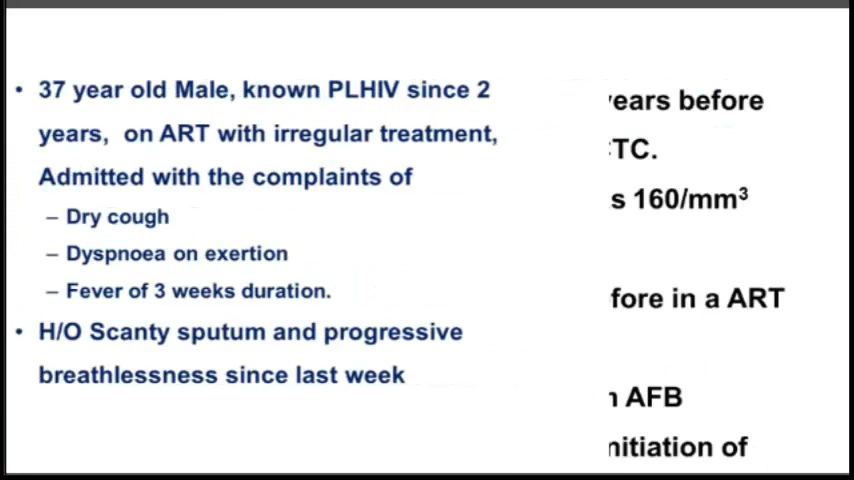 • 37 year old Male, known PLHIV since 2
years, on ART with irregular treatment,
Admitted with the complaints of
– Dry cough
– Dyspnoea on exertion
– Fever of 3 weeks duration.
• H/O Scanty sputum and progressive
breathlessness since last week
before
TC.
s 160/mm³
fore in a ART
AFB
nitiation of